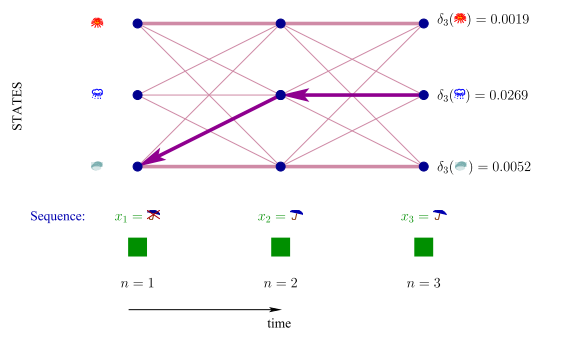 δ₃( ) = 0.0019
δ₃( ) = 0.0269
STATES
δ₃( ) = 0.0052
Sequence: x₁ = x₂ = x₃ =
n = 1 n = 2 n = 3
time